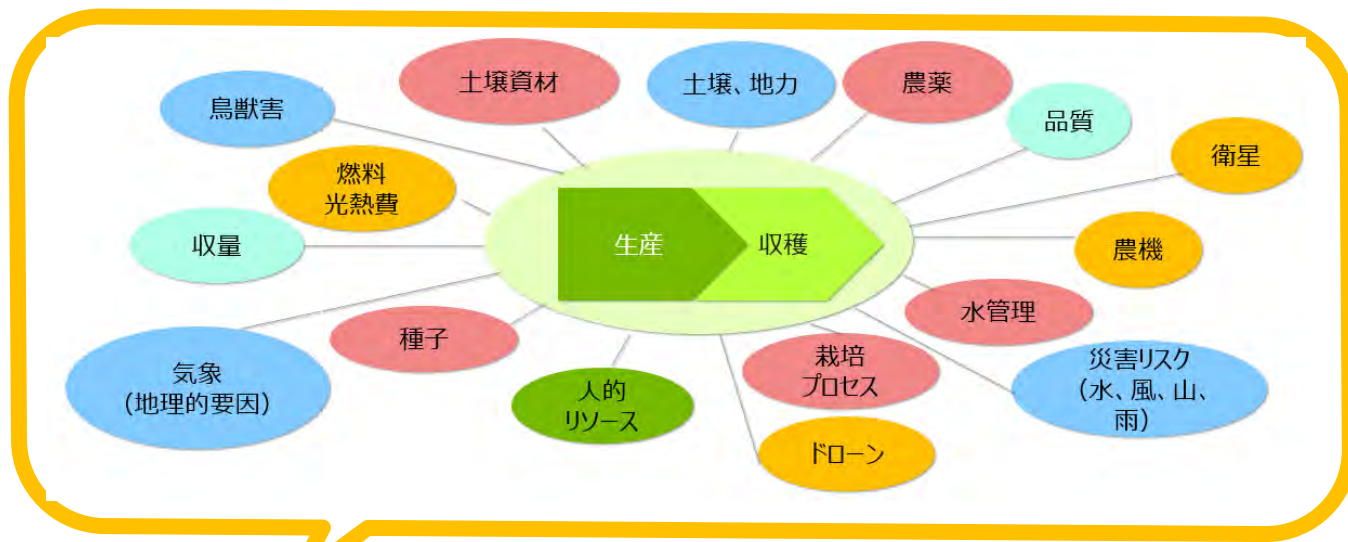 土壌資材
土壌、地力
農薬
鳥獣害
品質
衛星
燃料
光熱費
収量
生産
収穫
農機
種子
水管理
気象
(地理的要因)
人的
リソース
栽培
プロセス
災害リスク
(水、風、山、
雨)
ドローン